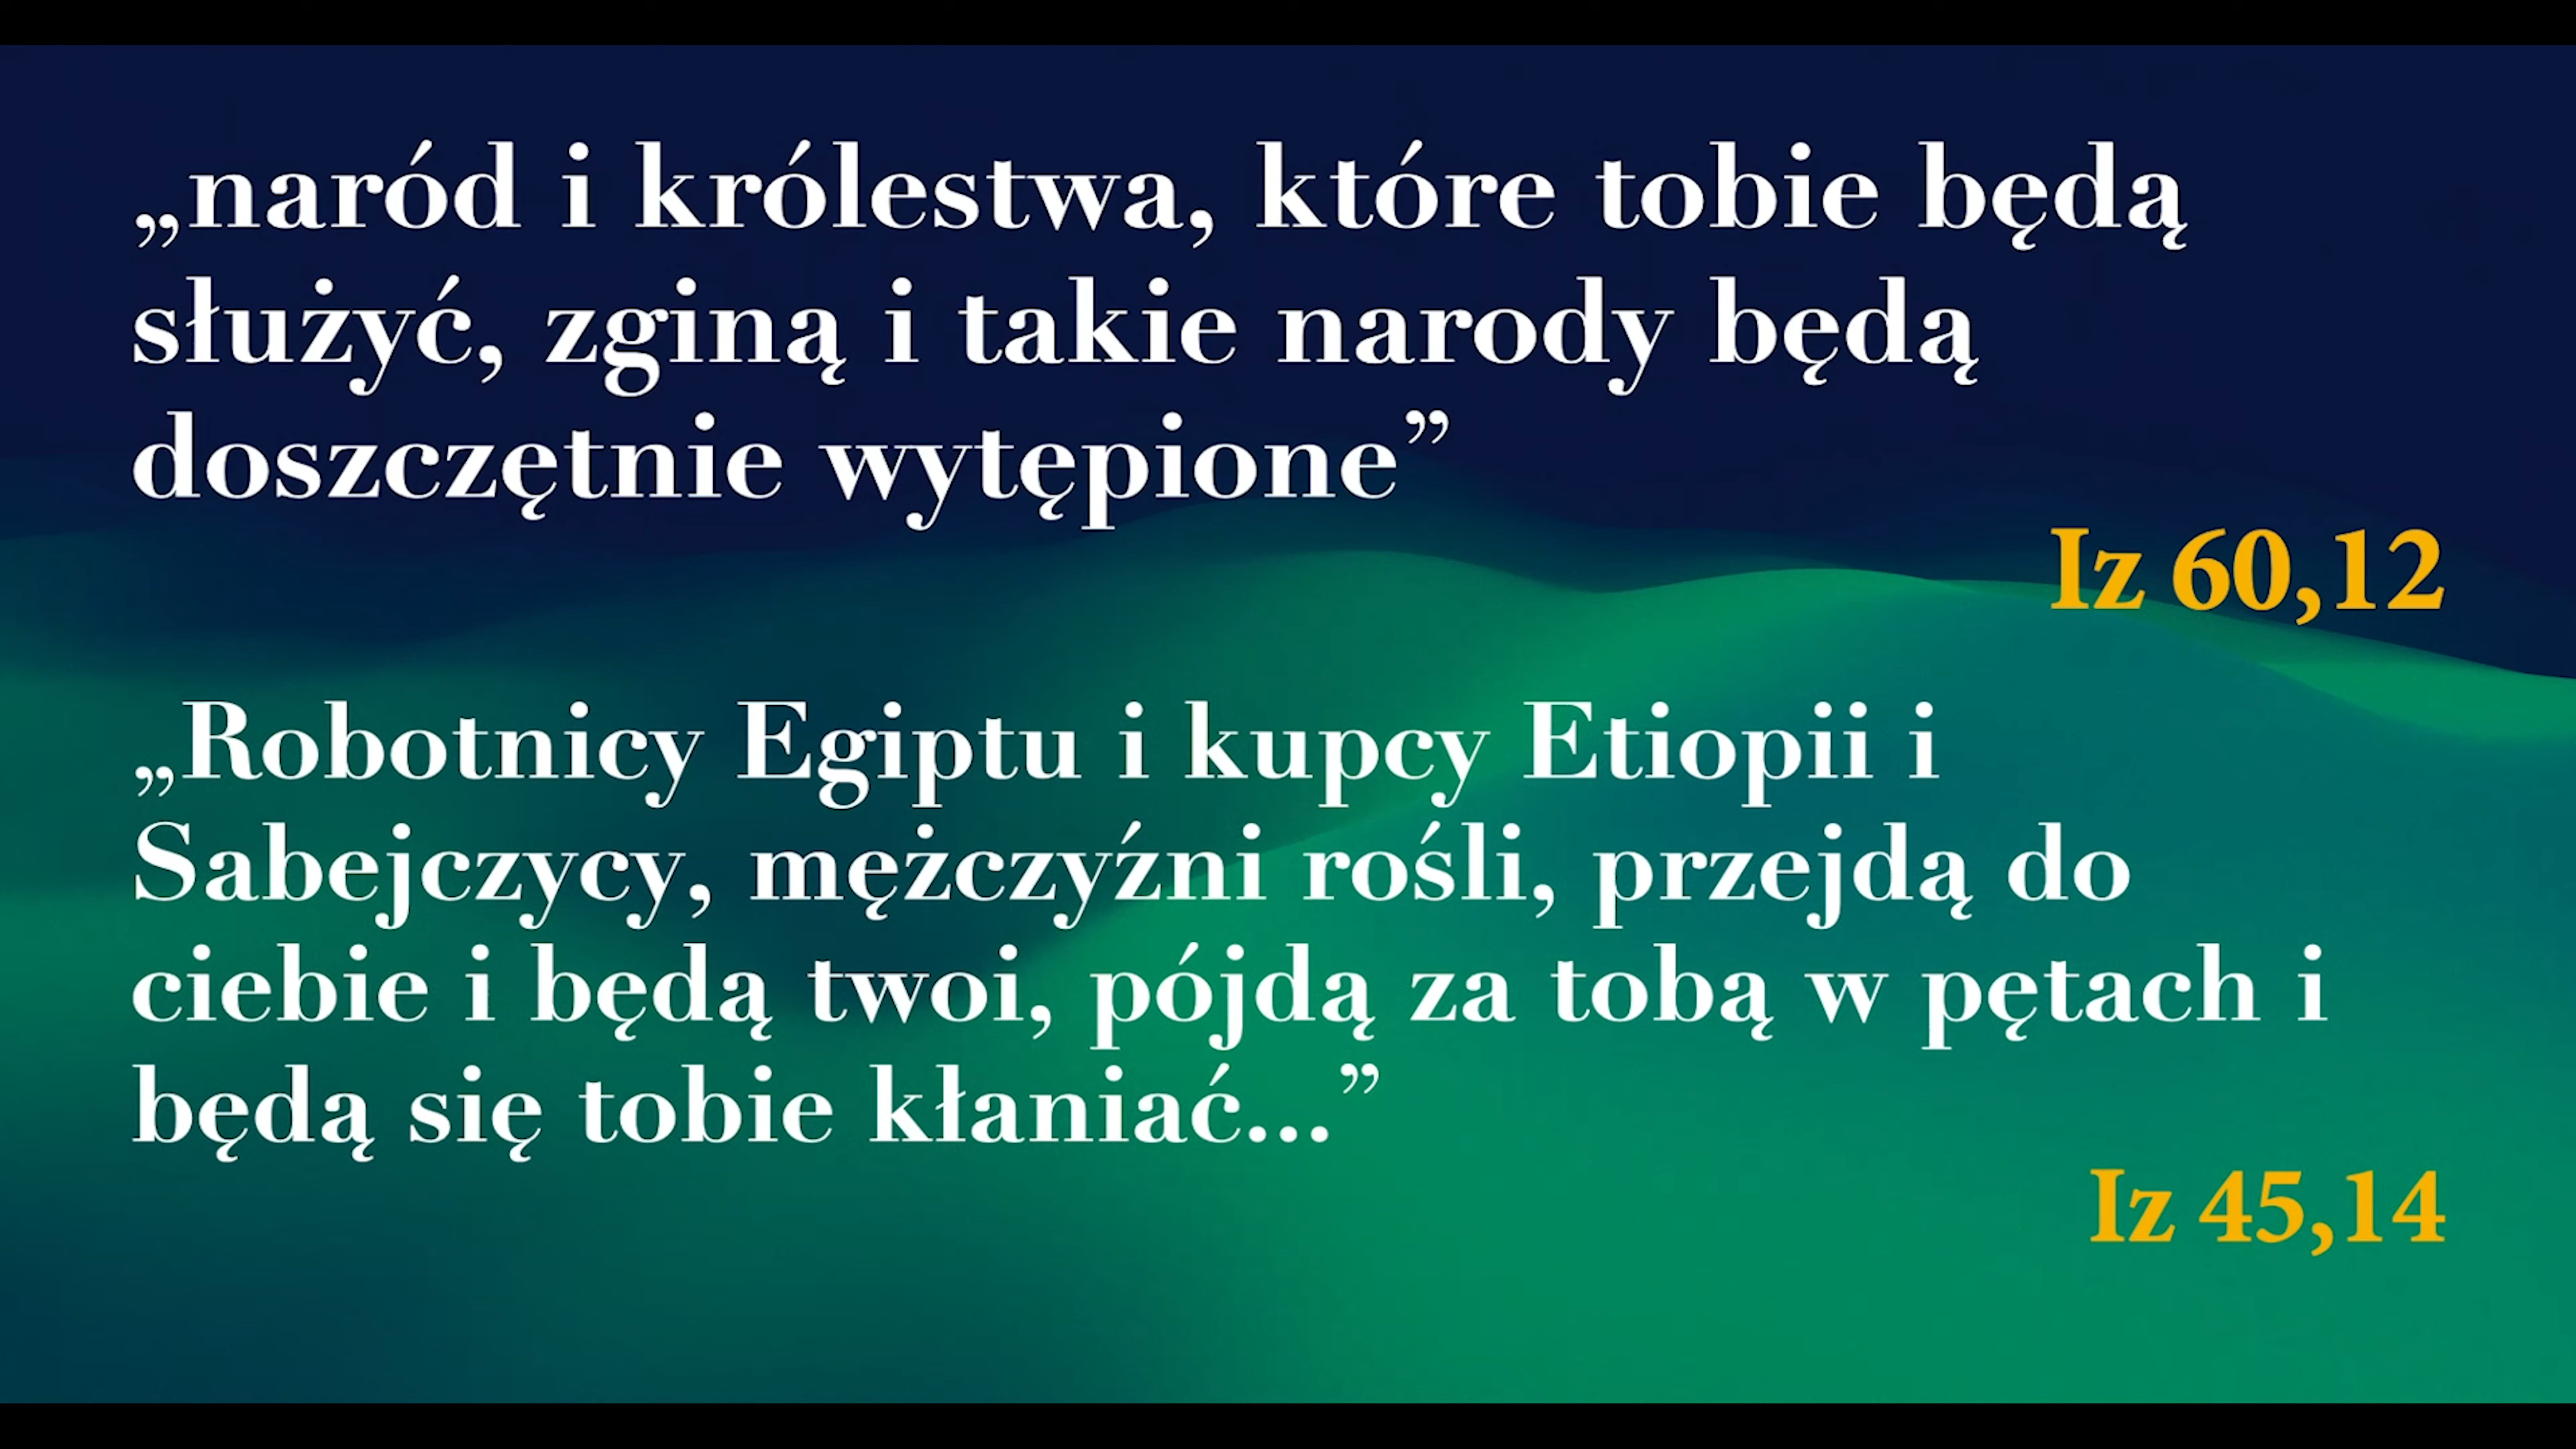 „naród i królestwa, które tobie będą
służyć, zginą i takie narody będą
doszczętnie wytępione”
Iz 60,12
„Robotnicy Egiptu i kupcy Etiopii i
Sabejczycy, mężczyźni rośli, przejdą do
ciebie i będą twoi, pójdą za tobą w pętach i
będą się tobie kłaniać...”
Iz 45,14